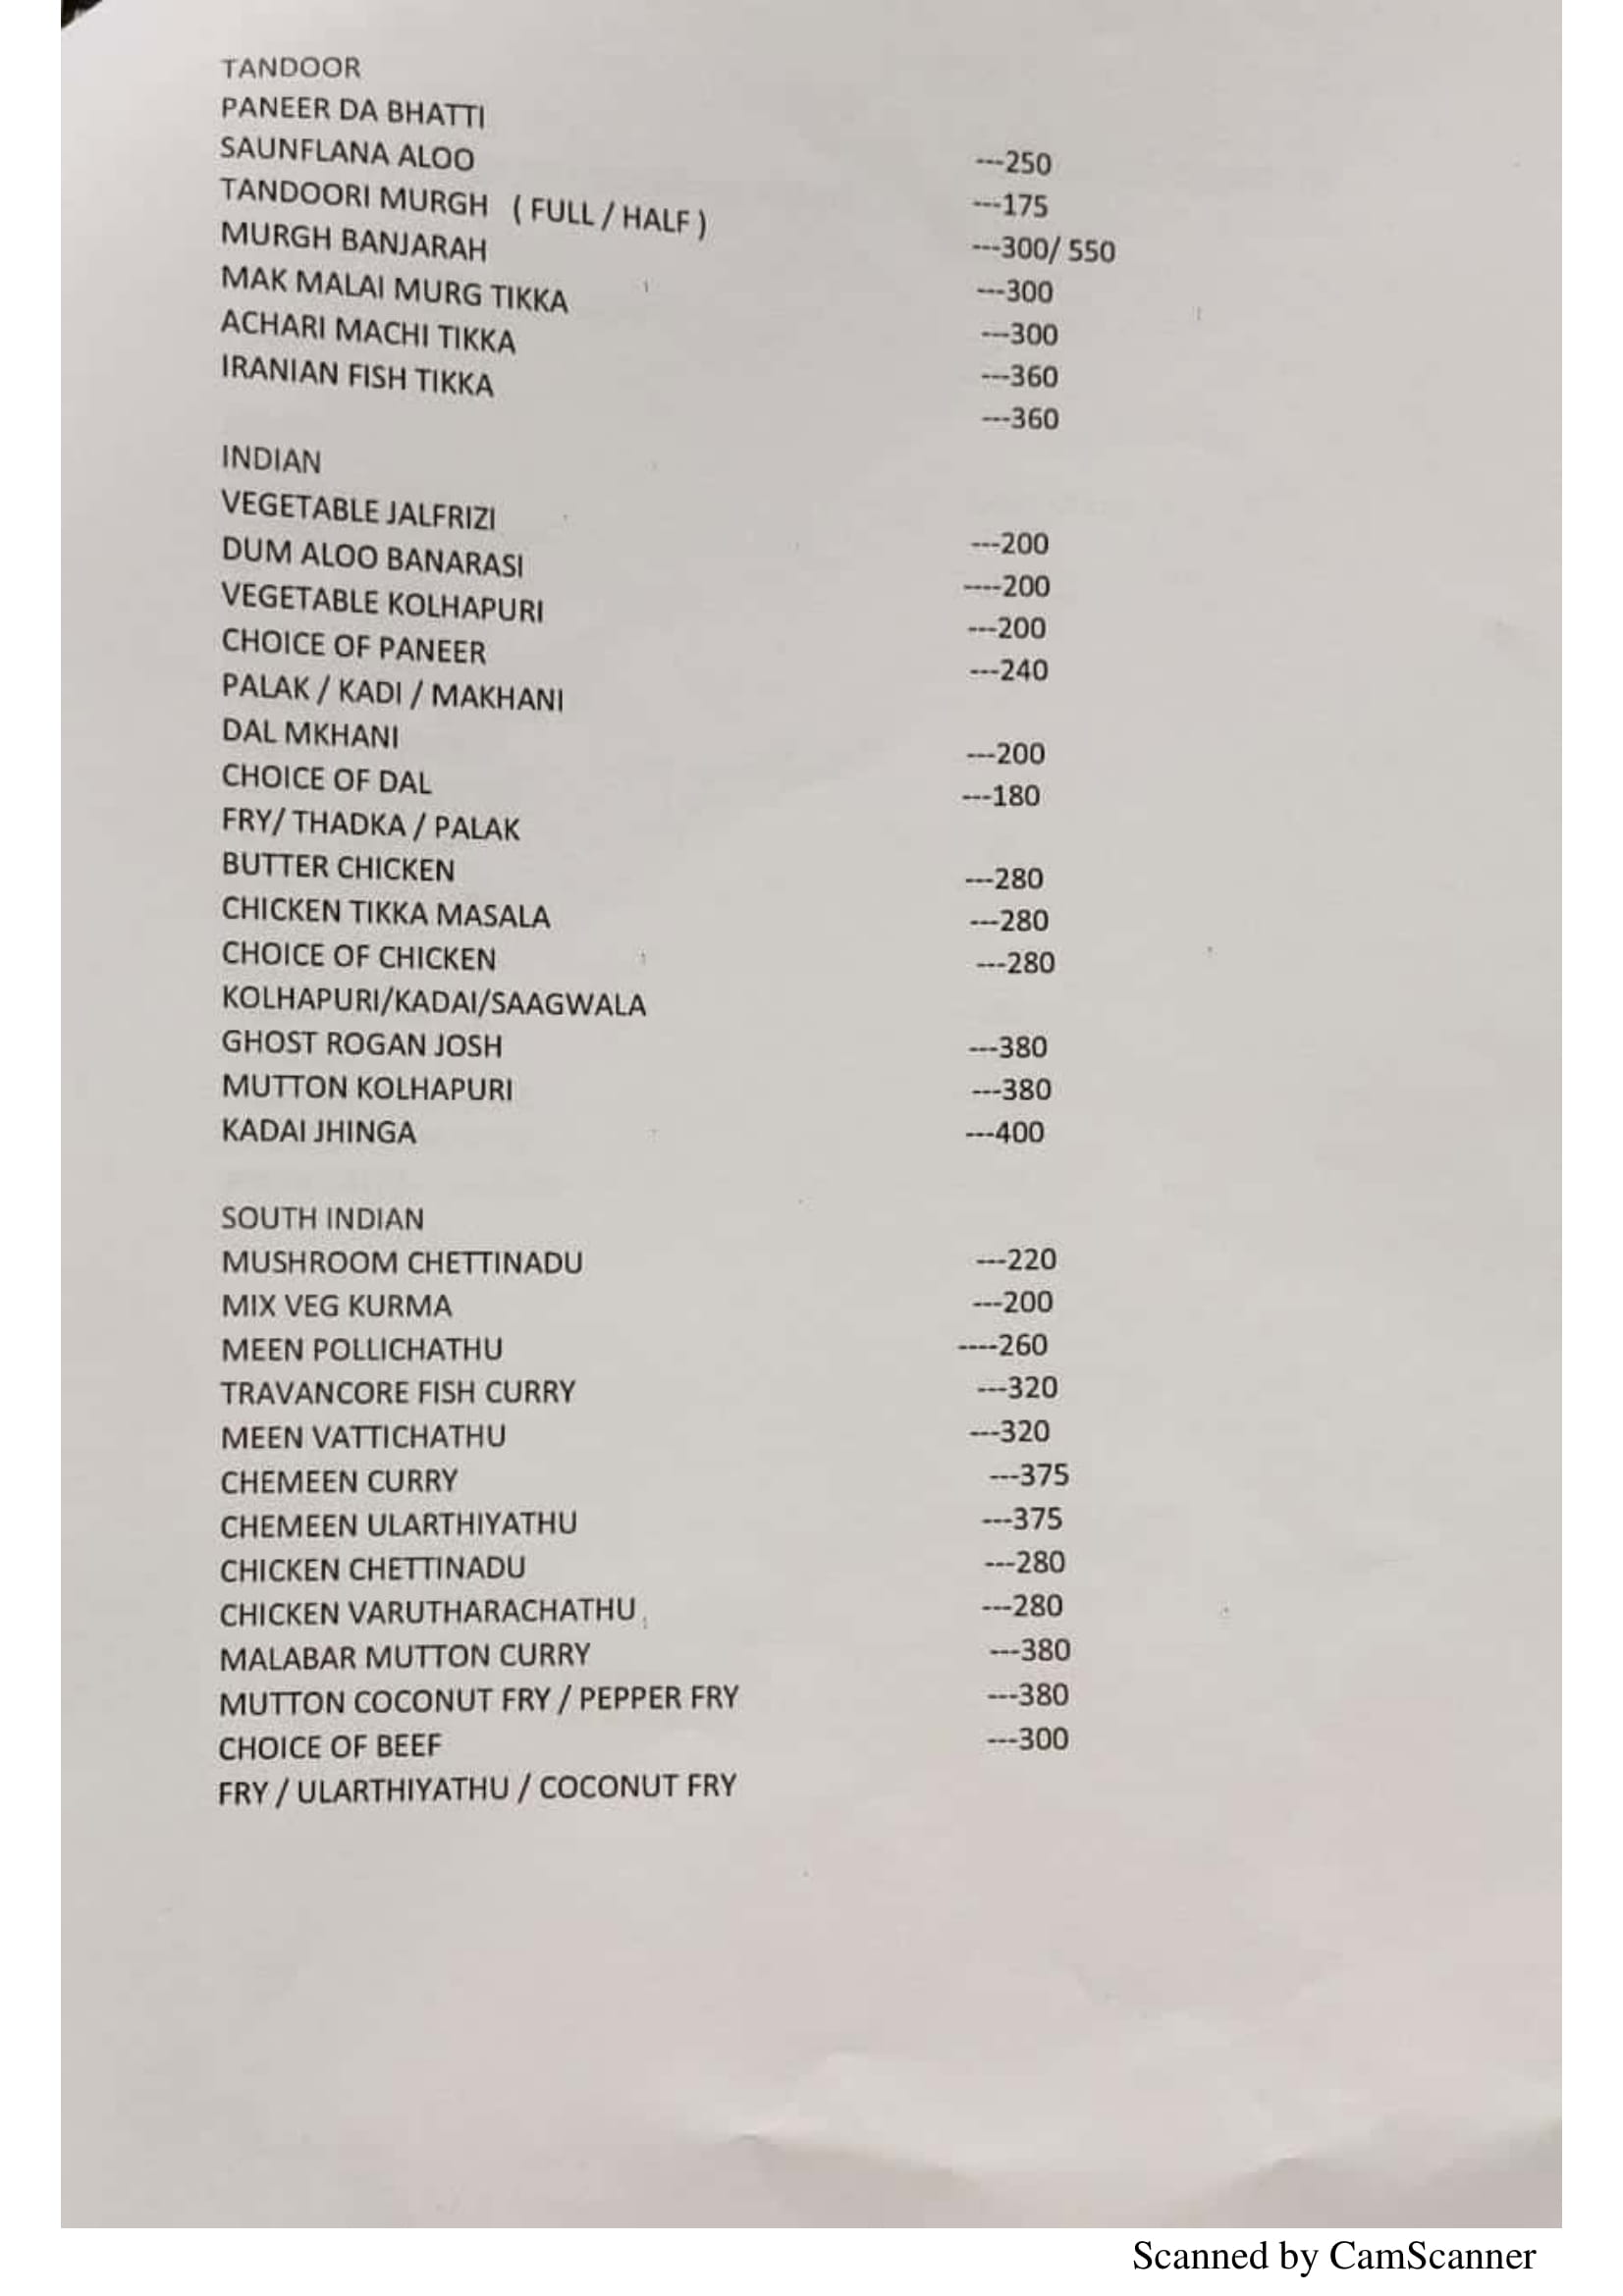 TANDOOR
PANEER DA BHATTI ---250
SAUNFLANA ALOO ---175
TANDOORI MURGH ( FULL / HALF ) ---300/ 550
MURGH BANJARAH ---300
MAK MALAI MURG TIKKA ---300
ACHARI MACHI TIKKA ---360
IRANIAN FISH TIKKA ---360
INDIAN
VEGETABLE JALFRIZI ---200
DUM ALOO BANARASI ----200
VEGETABLE KOLHAPURI ---200
CHOICE OF PANEER ---240
PALAK / KADI / MAKHANI
DAL MKHANI ---200
CHOICE OF DAL ---180
FRY/ THADKA / PALAK
BUTTER CHICKEN ---280
CHICKEN TIKKA MASALA ---280
CHOICE OF CHICKEN ---280
KOLHAPURI/KADAI/SAAGWALA
GHOST ROGAN JOSH ---380
MUTTON KOLHAPURI ---380
KADAI JHINGA ---400
SOUTH INDIAN
MUSHROOM CHETTINADU ---220
MIX VEG KURMA ---200
MEEN POLLICHATHU ----260
TRAVANCORE FISH CURRY ---320
MEEN VATTICHATHU ---320
CHEMEEN CURRY ---375
CHEMEEN ULARTHIYATHU ---375
CHICKEN CHETTINADU ---280
CHICKEN VARUTHARACHATHU ---280
MALABAR MUTTON CURRY ---380
MUTTON COCONUT FRY / PEPPER FRY ---380
CHOICE OF BEEF ---300
FRY / ULARTHIYATHU / COCONUT FRY
Scanned by CamScanner